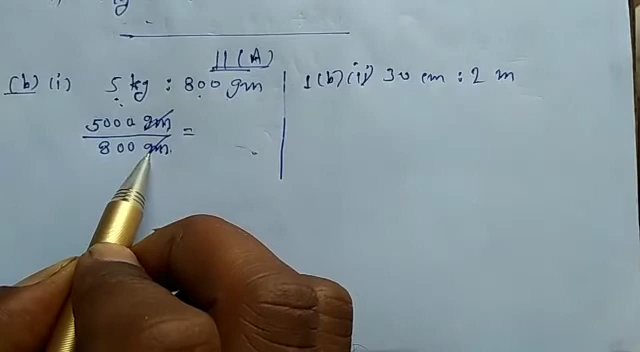 11(A)
(b) (i) 5 kg : 800 gm
5000 gm
800 gm
=
1(b)(ii) 30 cm : 2 m